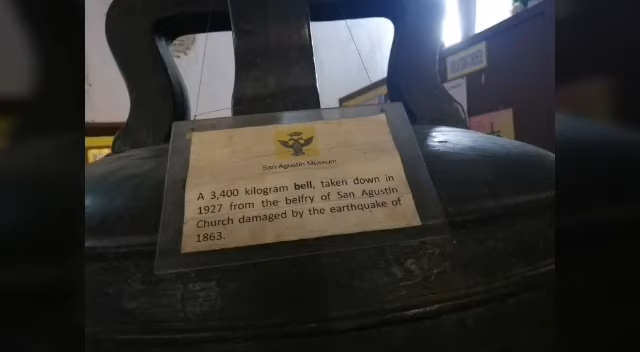 San Agustin Museum
A 3,400 kilogram bell, taken down in
1927 from the belfry of San Agustin
Church damaged by the earthquake of
1863.